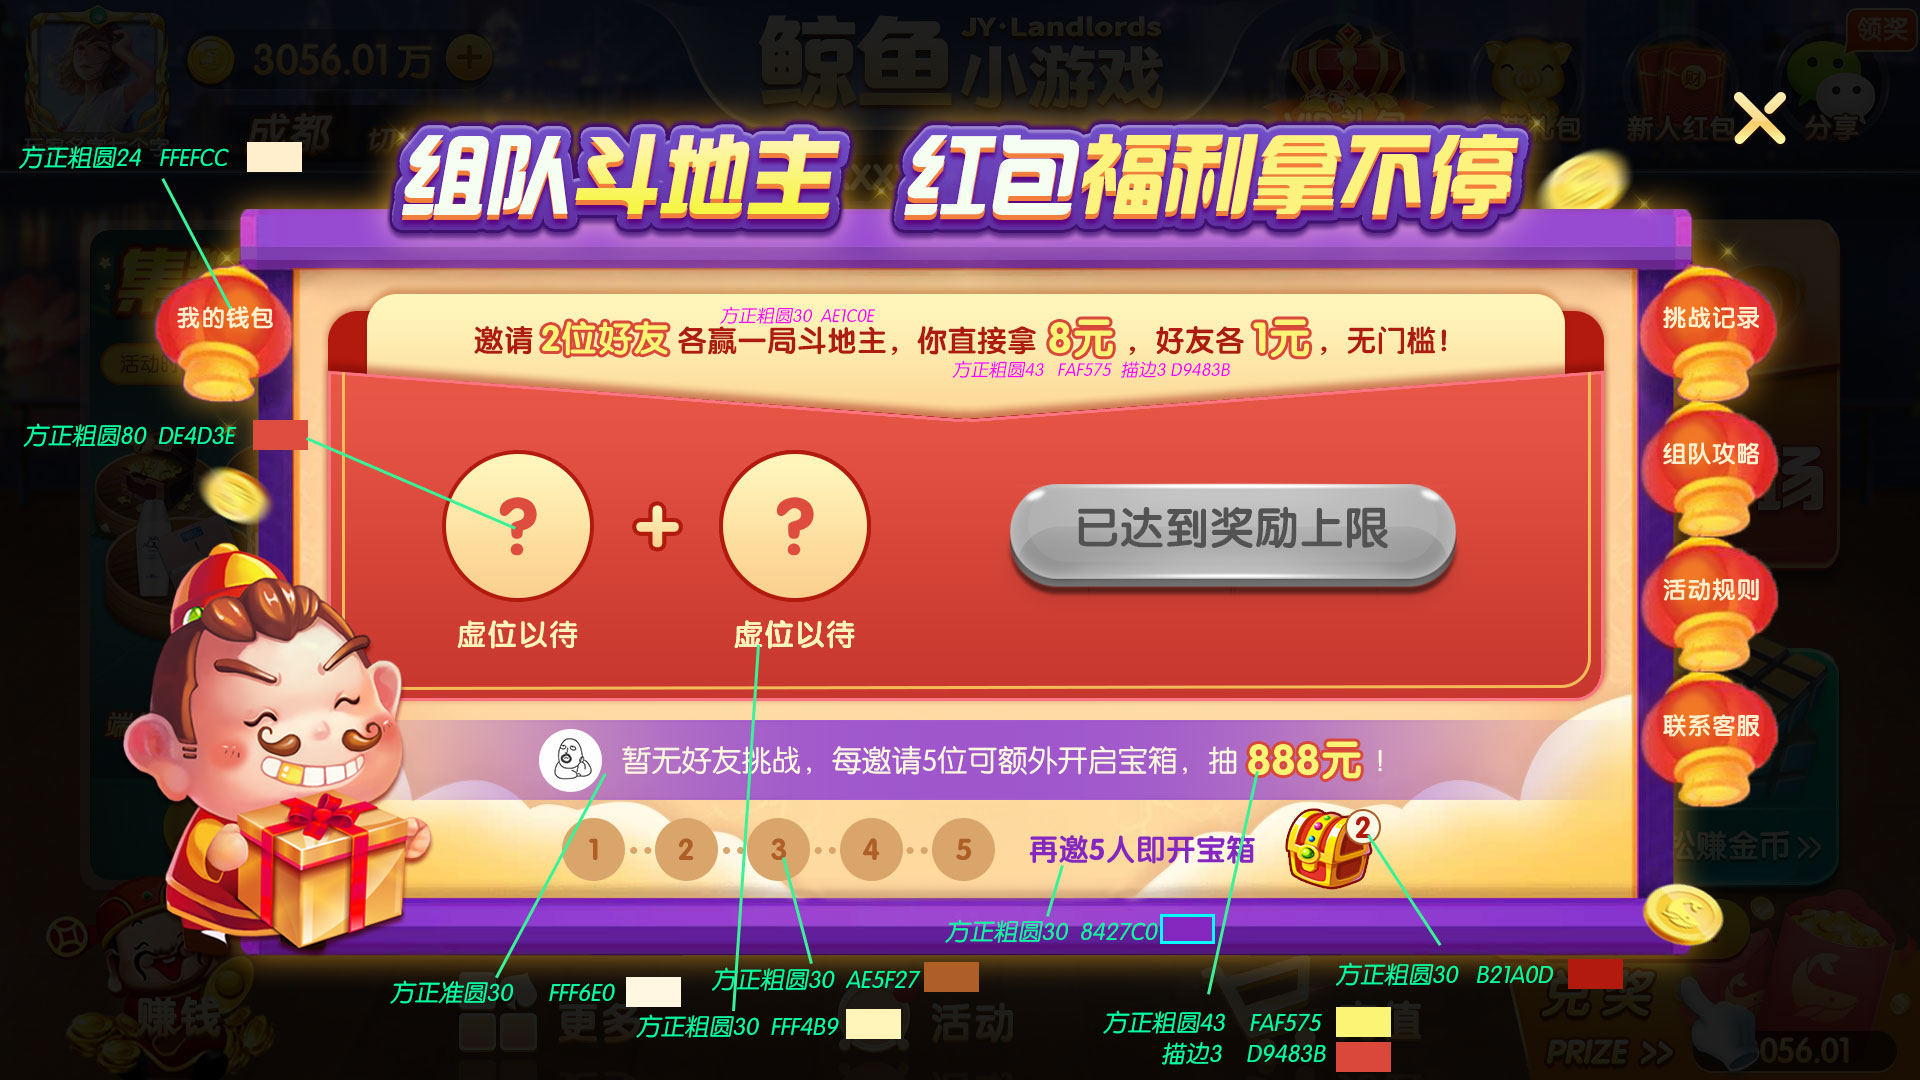 鲸鱼
JY·Landlords
小游戏
3056.01万
领奖
成都
新人红包
分享
方正粗圆24 FFEFCC
组队斗地主 红包福利拿不停
我的钱包
挑战记录
方正粗圆30 AE1C0E
邀请 2位好友 各赢一局斗地主，你直接拿 8元 ，好友各 1元 ，无门槛！
方正粗圆43 FAF575 描边3 D9483B
方正粗圆80 DE4D3E
组队攻略
? + ?
已达到奖励上限
活动规则
虚位以待
虚位以待
联系客服
暂无好友挑战，每邀请5位可额外开启宝箱，抽 888元 ！
1 2 3 4 5
再邀5人即开宝箱
2
赚金币>>
方正粗圆30 8427C0
方正准圆30 FFF6E0
方正粗圆30 AE5F27
方正粗圆30 B21A0D
方正粗圆30 FFF4B9
方正粗圆43 FAF575
描边3 D9483B
赚钱
更多
活动
兑奖
PRIZE >>
056.01